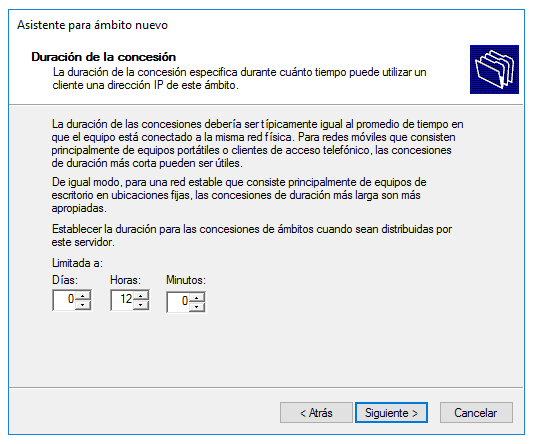 Asistente para ámbito nuevo
Duración de la concesión
La duración de la concesión especifica durante cuánto tiempo puede utilizar un
cliente una dirección IP de este ámbito.
La duración de las concesiones debería ser típicamente igual al promedio de tiempo en
que el equipo está conectado a la misma red física. Para redes móviles que consisten
principalmente de equipos portátiles o clientes de acceso telefónico, las concesiones
de duración más corta pueden ser útiles.
De igual modo, para una red estable que consiste principalmente de equipos de
escritorio en ubicaciones fijas, las concesiones de duración más larga son más
apropiadas.
Establecer la duración para las concesiones de ámbitos cuando sean distribuidas por
este servidor.
Limitada a:
Días: Horas: Minutos:
0 12 0
< Atrás Siguiente > Cancelar